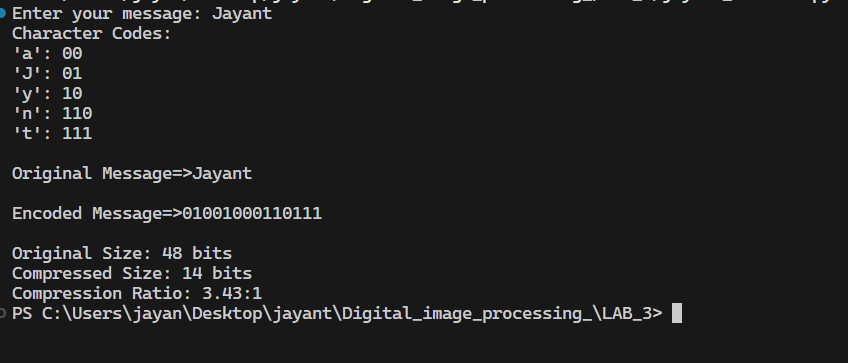 Enter your message: Jayant
Character Codes:
'a': 00
'J': 01
'y': 10
'n': 110
't': 111
Original Message=>Jayant
Encoded Message=>01001000110111
Original Size: 48 bits
Compressed Size: 14 bits
Compression Ratio: 3.43:1
PS C:\Users\jayan\Desktop\jayant\Digital_image_processing_\LAB_3>